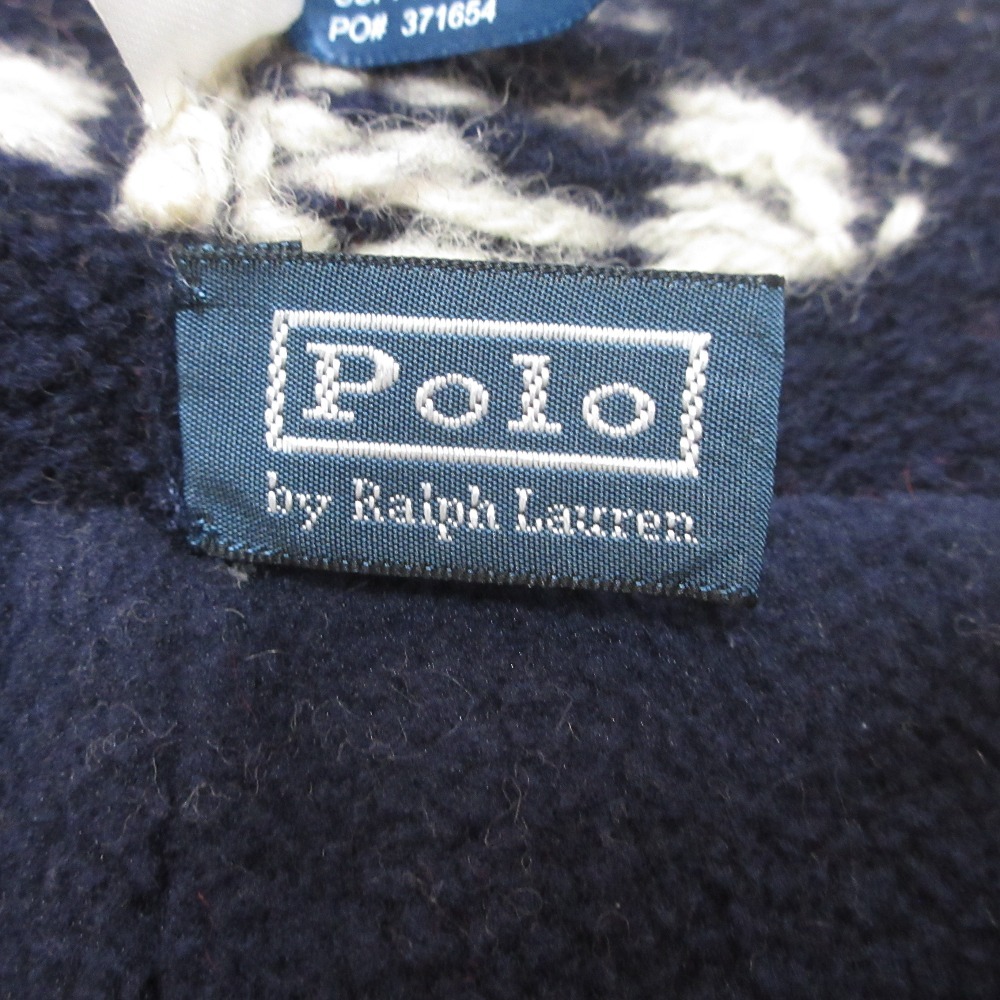 PO# 371654
Polo
by Ralph Lauren